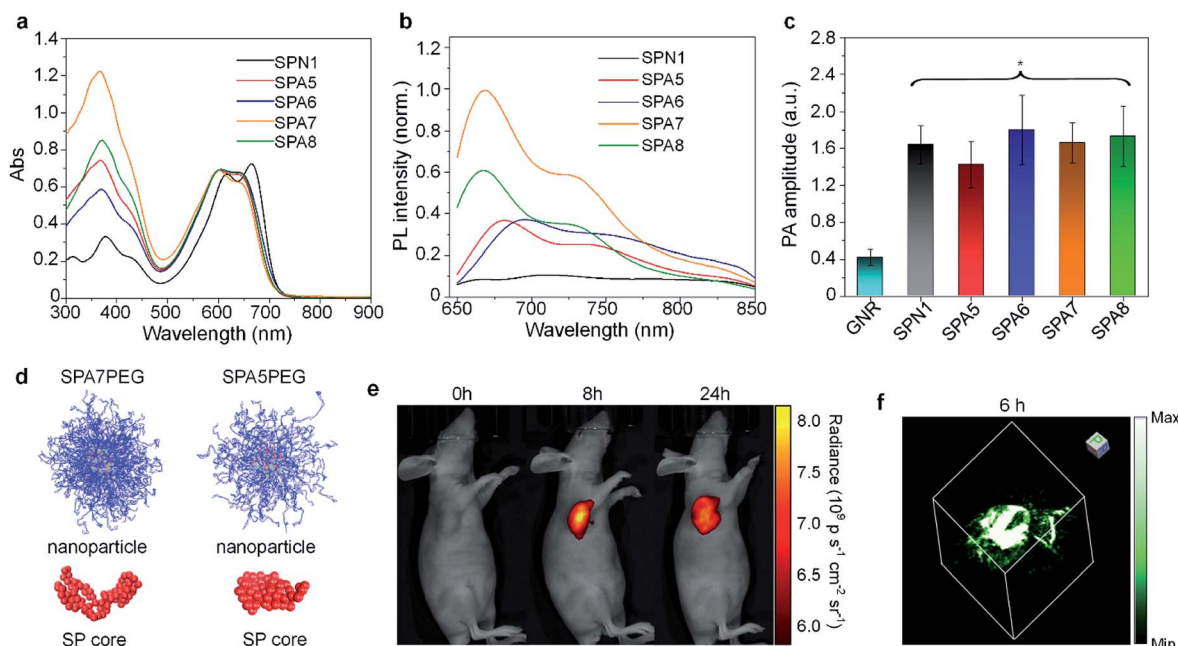 a
1.4
1.2
1.0
0.8
0.6
0.4
0.2
0
Abs
300 400 500 600 700 800 900
Wavelength (nm)
SPN1
SPA5
SPA6
SPA7
SPA8
b
1.0
0.8
0.6
0.4
0.2
0
PL intensity (norm.)
650 700 750 800 850
Wavelength (nm)
SPN1
SPA5
SPA6
SPA7
SPA8
c
2.8
2.4
2.0
1.6
1.2
0.8
0.4
0.0
PA amplitude (a.u.)
*
GNR SPN1 SPA5 SPA6 SPA7 SPA8
d
SPA7PEG SPA5PEG
nanoparticle nanoparticle
SP core SP core
e
0h 8h 24h
8.0
7.5
7.0
6.5
6.0
Radiance (10⁹ p s⁻¹ cm⁻² sr⁻¹)
f
6 h
Max
Min